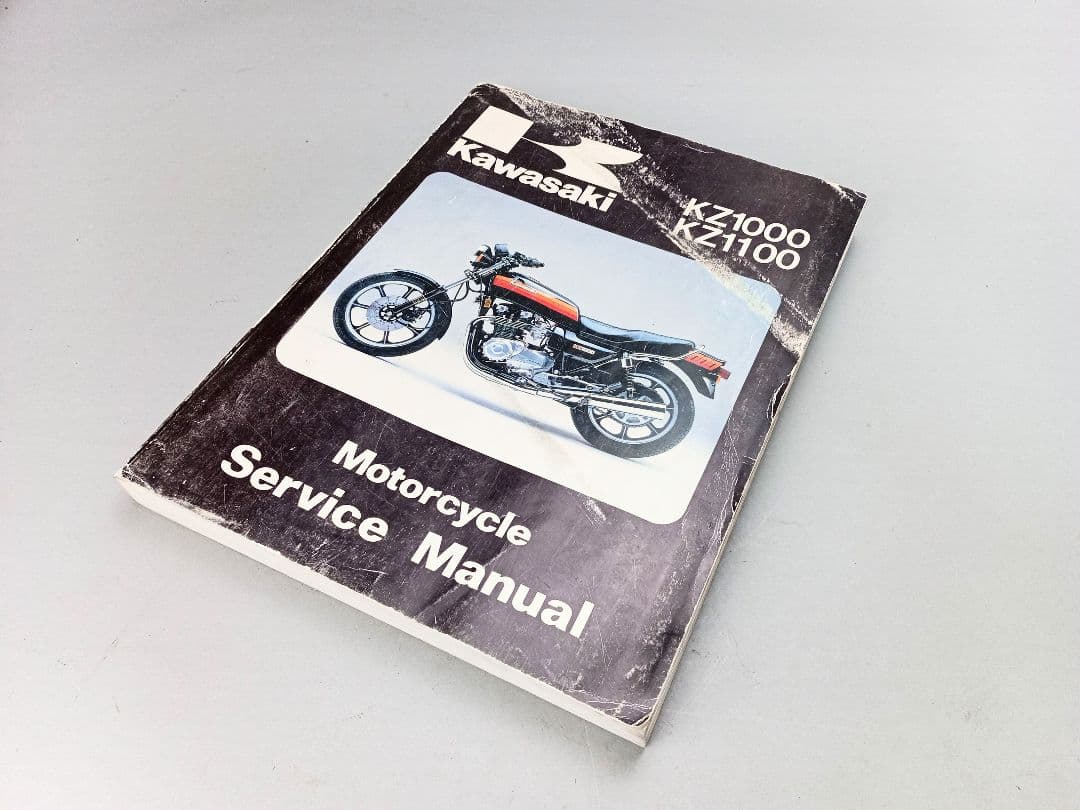 Kawasaki
KZ1000
KZ1100
Motorcycle
Service Manual